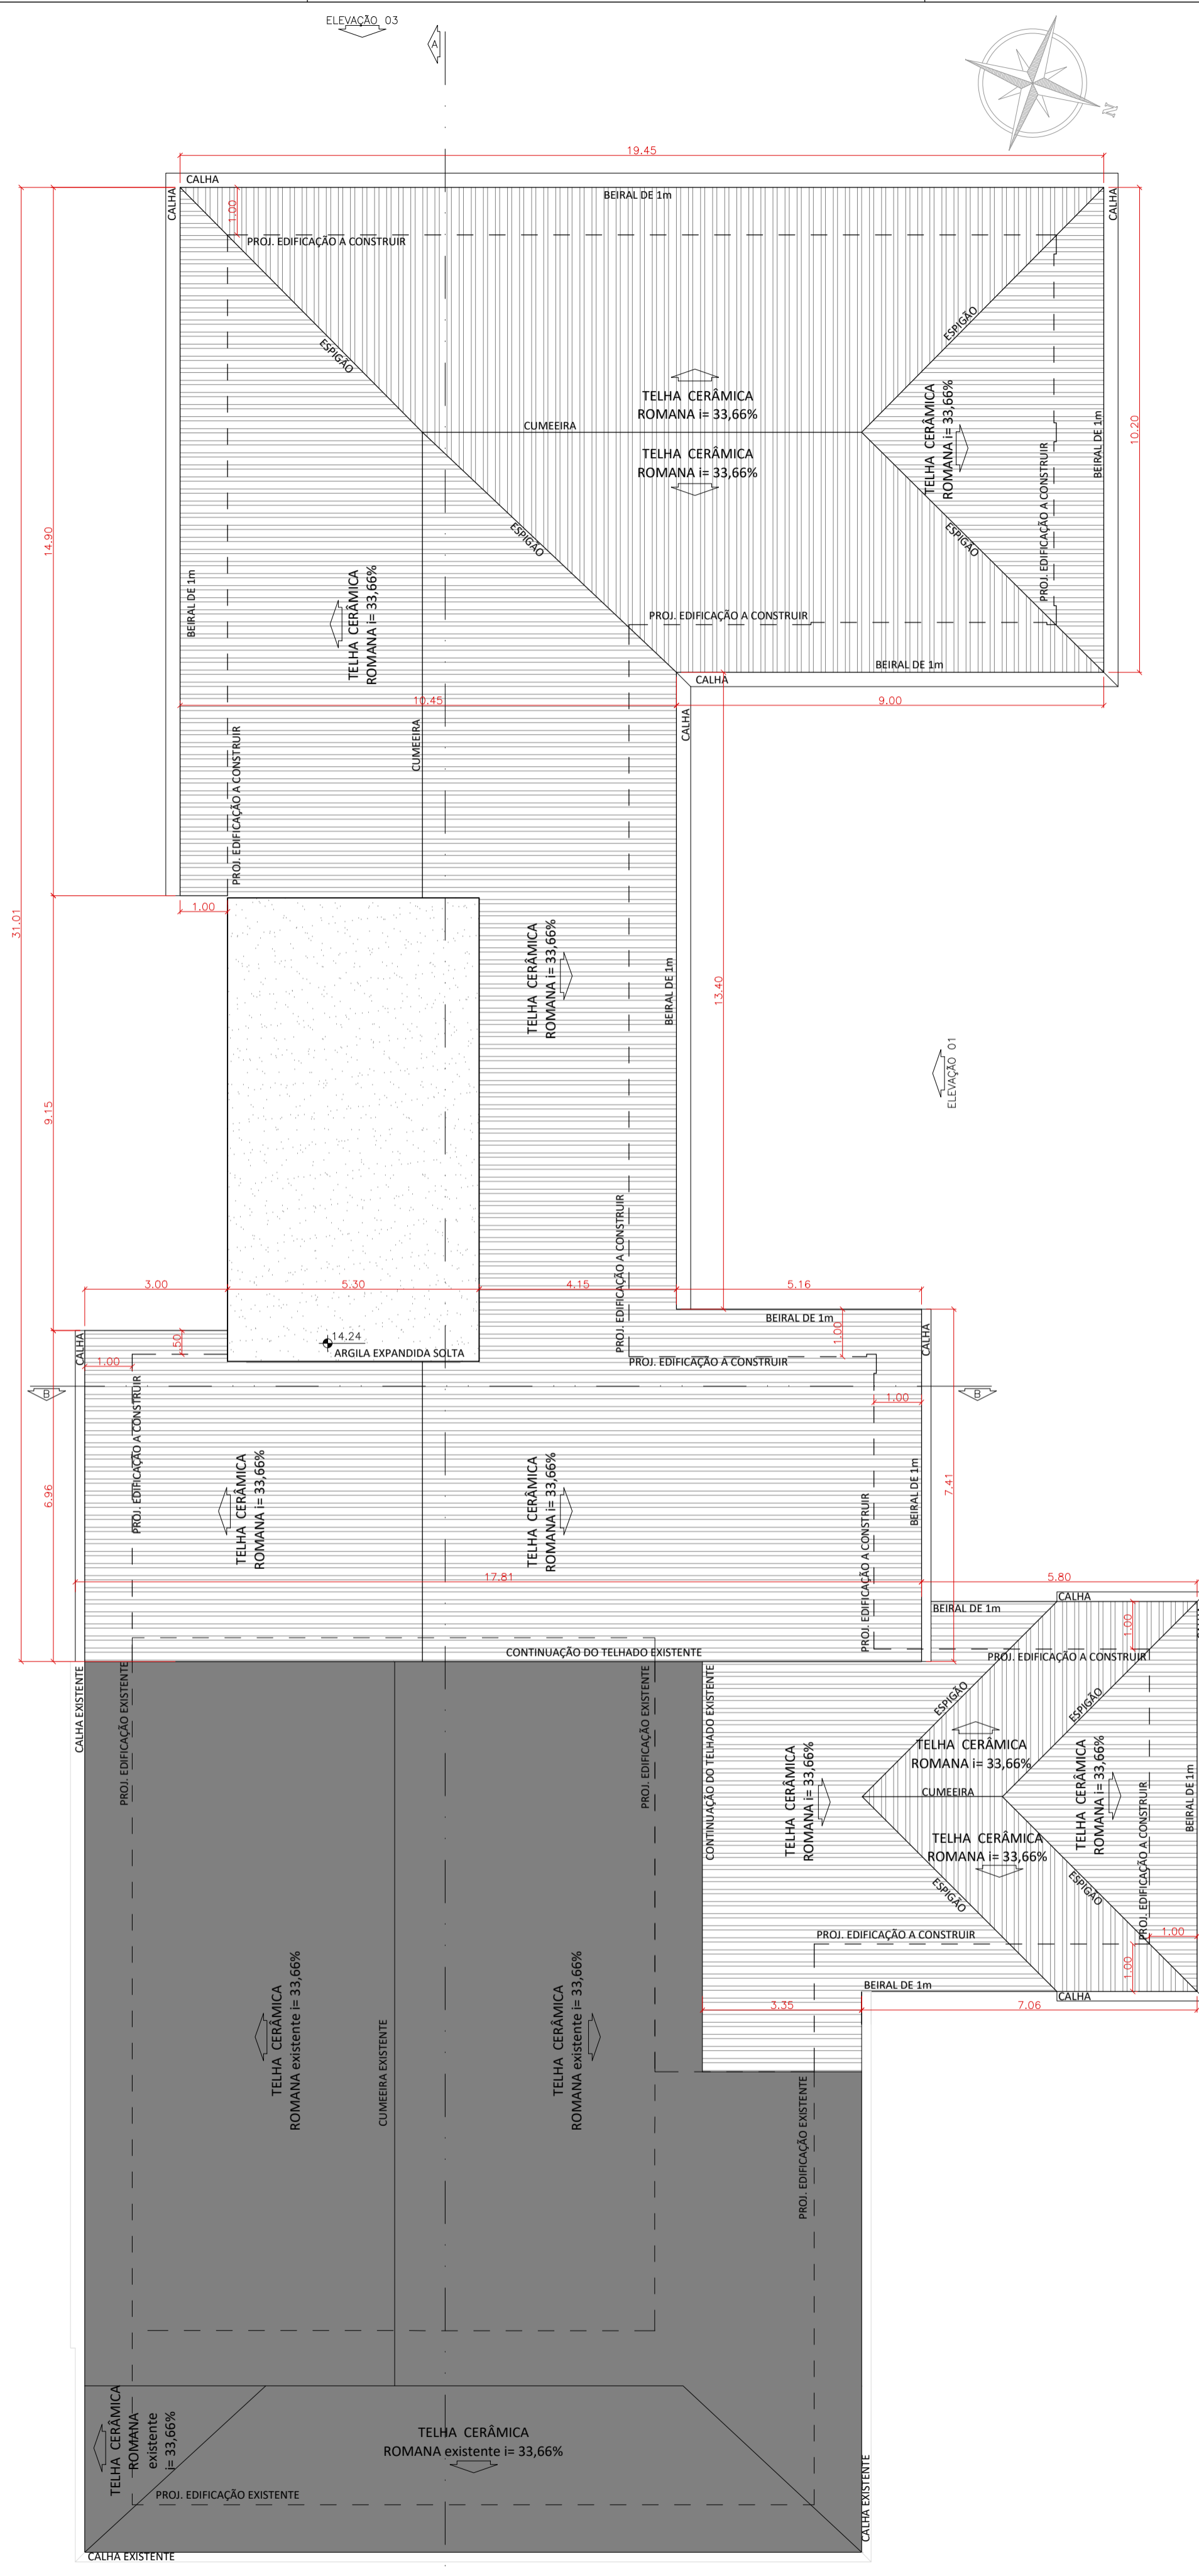 ELEVAÇÃO 03
A
N
19.45
CALHA
CALHA
BEIRAL DE 1m
CALHA
1.00
PROJ. EDIFICAÇÃO A CONSTRUIR
ESPIGÃO
ESPIGÃO
TELHA CERÂMICA
ROMANA i= 33,66%
CUMEEIRA
TELHA CERÂMICA
ROMANA i= 33,66%
TELHA CERÂMICA
ROMANA i= 33,66%
BEIRAL DE 1m
10.20
PROJ. EDIFICAÇÃO A CONSTRUIR
ESPIGÃO
ESPIGÃO
14.90
BEIRAL DE 1m
TELHA CERÂMICA
ROMANA i= 33,66%
PROJ. EDIFICAÇÃO A CONSTRUIR
BEIRAL DE 1m
CALHA
10.45
9.00
CALHA
CUMEEIRA
PROJ. EDIFICAÇÃO A CONSTRUIR
1.00
31.01
TELHA CERÂMICA
ROMANA i= 33,66%
BEIRAL DE 1m
13.40
ELEVAÇÃO 01
9.15
PROJ. EDIFICAÇÃO A CONSTRUIR
3.00
5.30
4.15
5.16
BEIRAL DE 1m
CALHA
CALHA
.50
14.24
ARGILA EXPANDIDA SOLTA
1.00
1.00
PROJ. EDIFICAÇÃO A CONSTRUIR
B
B
1.00
PROJ. EDIFICAÇÃO A CONSTRUIR
TELHA CERÂMICA
ROMANA i= 33,66%
TELHA CERÂMICA
ROMANA i= 33,66%
BEIRAL DE 1m
7.41
6.96
PROJ. EDIFICAÇÃO A CONSTRUIR
17.81
5.80
CALHA
BEIRAL DE 1m
1.00
CONTINUAÇÃO DO TELHADO EXISTENTE
PROJ. EDIFICAÇÃO A CONSTRUIR
CALHA EXISTENTE
PROJ. EDIFICAÇÃO EXISTENTE
PROJ. EDIFICAÇÃO EXISTENTE
CONTINUAÇÃO DO TELHADO EXISTENTE
ESPIGÃO
ESPIGÃO
TELHA CERÂMICA
ROMANA i= 33,66%
TELHA CERÂMICA
ROMANA i= 33,66%
TELHA CERÂMICA
ROMANA i= 33,66%
CUMEEIRA
BEIRAL DE 1m
TELHA CERÂMICA
ROMANA i= 33,66%
PROJ. EDIFICAÇÃO A CONSTRUIR
ESPIGÃO
ESPIGÃO
PROJ. EDIFICAÇÃO A CONSTRUIR
1.00
1.00
BEIRAL DE 1m
CALHA
3.35
7.06
TELHA CERÂMICA
ROMANA existente i= 33,66%
TELHA CERÂMICA
ROMANA existente i= 33,66%
CUMEEIRA EXISTENTE
PROJ. EDIFICAÇÃO EXISTENTE
TELHA CERÂMICA
ROMANA
existente
i= 33,66%
TELHA CERÂMICA
ROMANA existente i= 33,66%
PROJ. EDIFICAÇÃO EXISTENTE
CALHA EXISTENTE
CALHA EXISTENTE